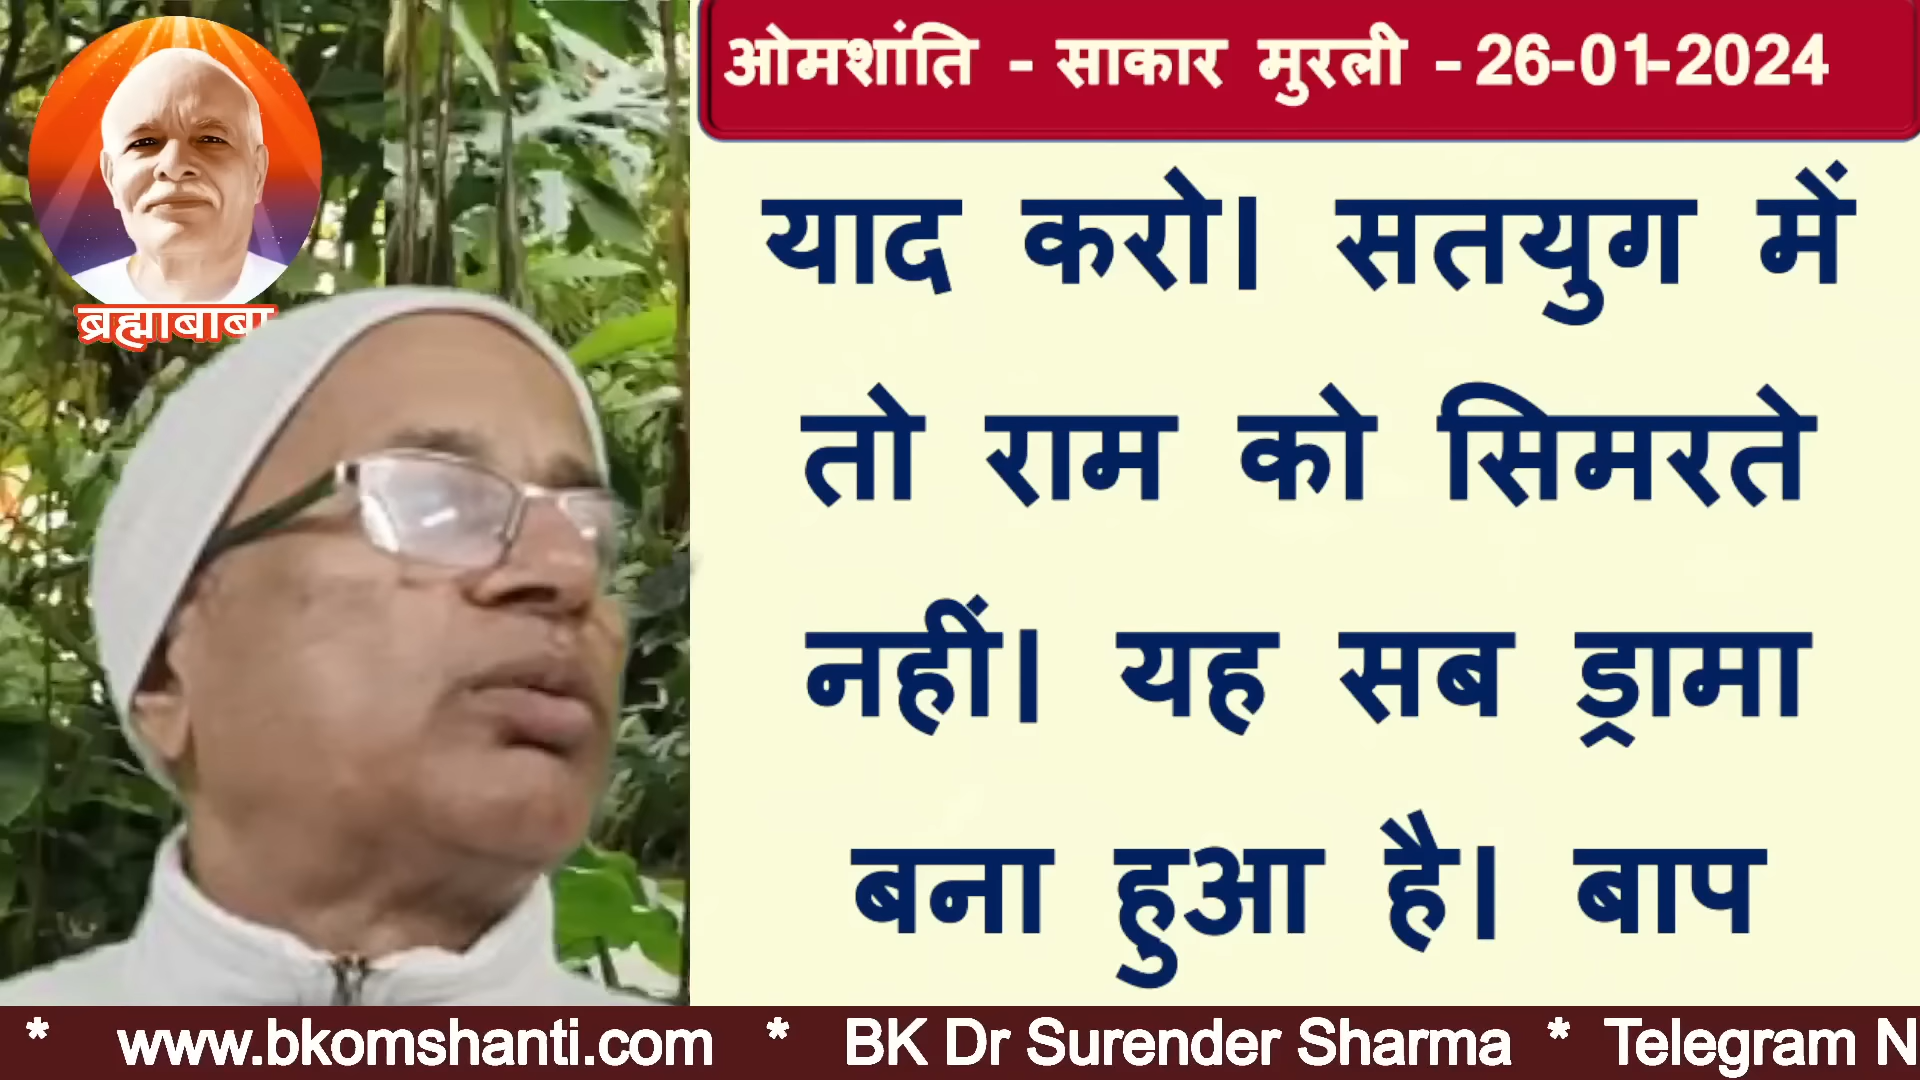 ओमशांति - साकार मुरली - 26-01-2024
ब्रह्माबाबा
याद करो। सतयुग में
तो राम को सिमरते
नहीं। यह सब ड्रामा
बना हुआ है। बाप
* www.bkomshanti.com * BK Dr Surender Sharma * Telegram N